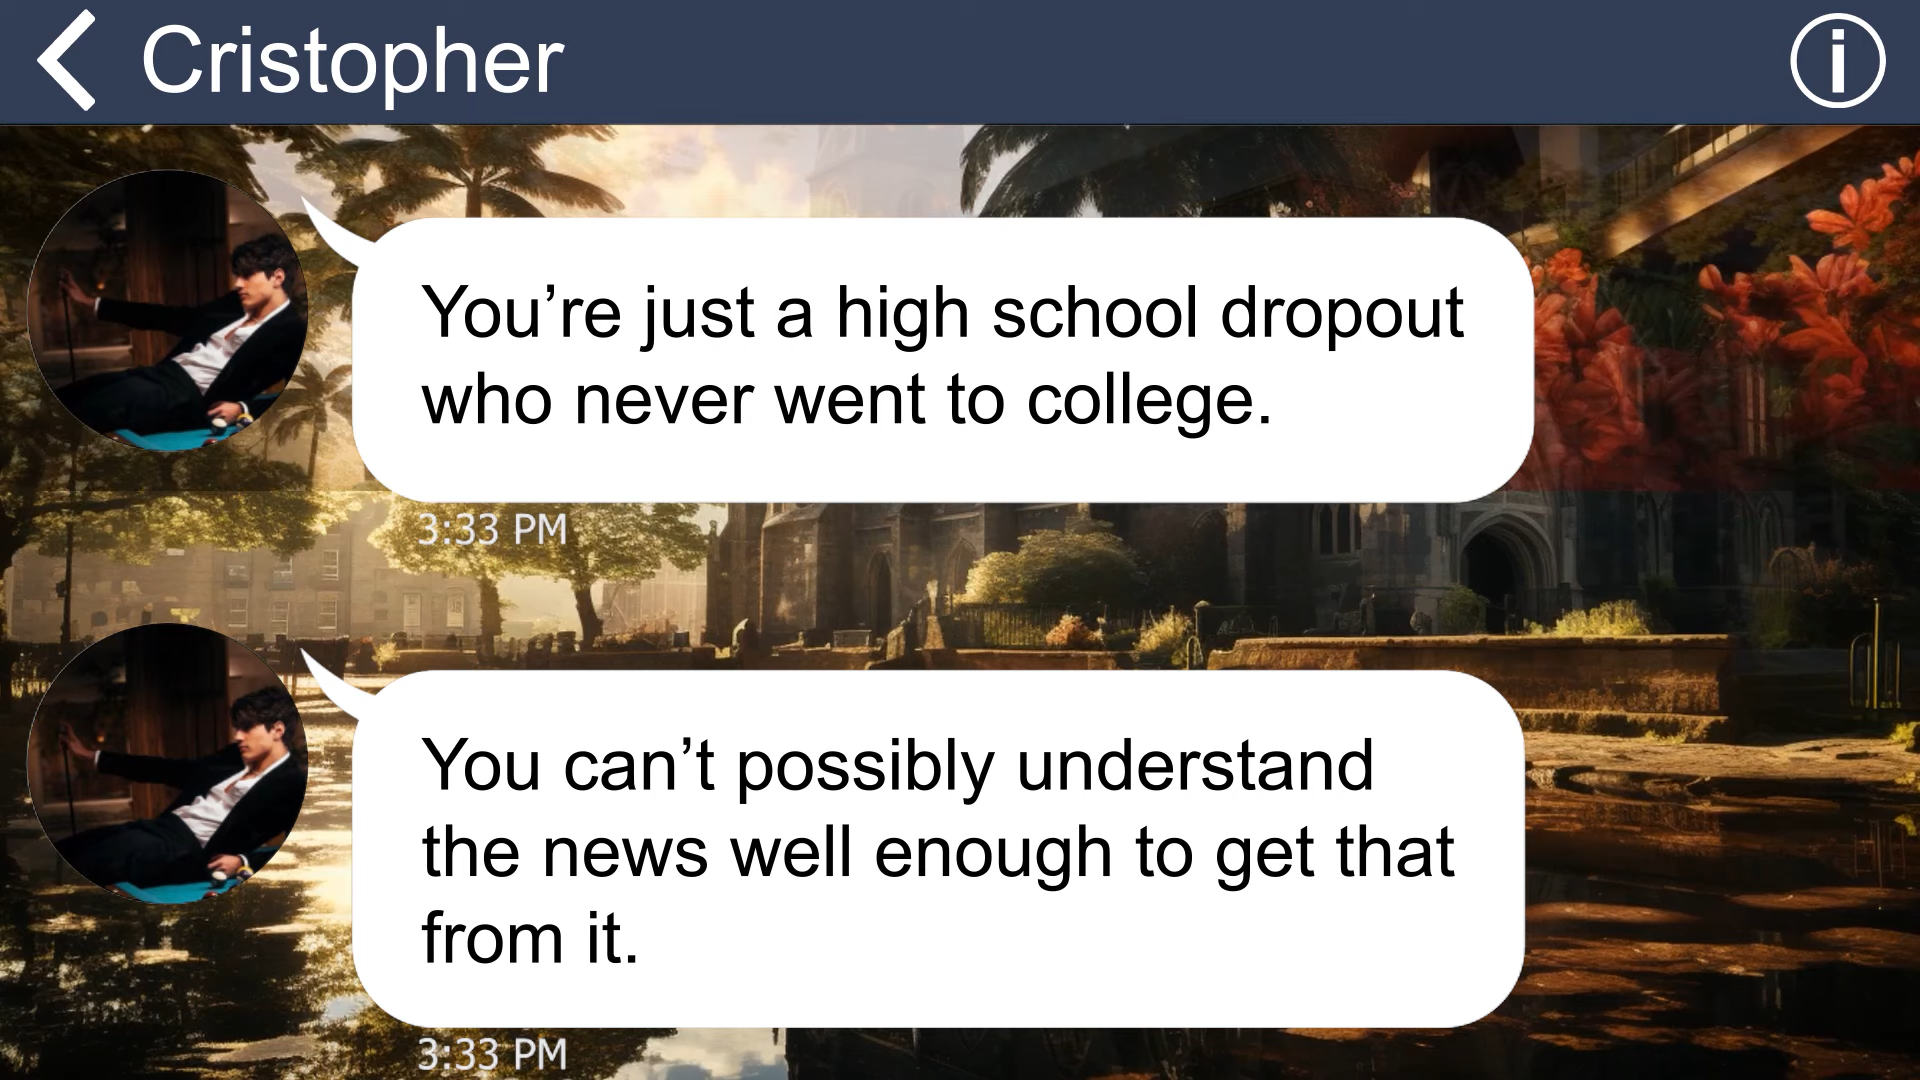 Cristopher
You’re just a high school dropout
who never went to college.
3:33 PM
You can’t possibly understand
the news well enough to get that
from it.
3:33 PM